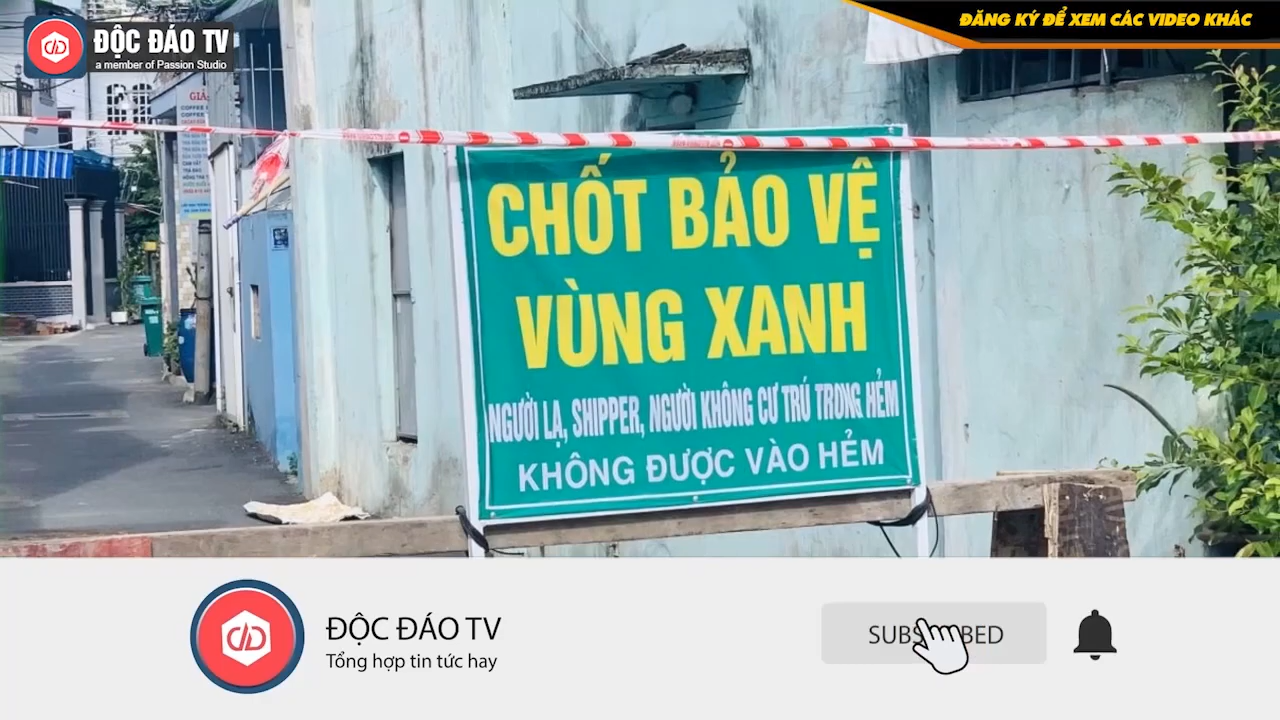 ĐỘC ĐÁO TV
a member of Passion Studio
ĐĂNG KÝ ĐỂ XEM CÁC VIDEO KHÁC
CHỐT BẢO VỆ
VÙNG XANH
NGƯỜI LẠ, SHIPPER, NGƯỜI KHÔNG CƯ TRÚ TRONG HẺM
KHÔNG ĐƯỢC VÀO HẺM
ĐỘC ĐÁO TV
Tổng hợp tin tức hay